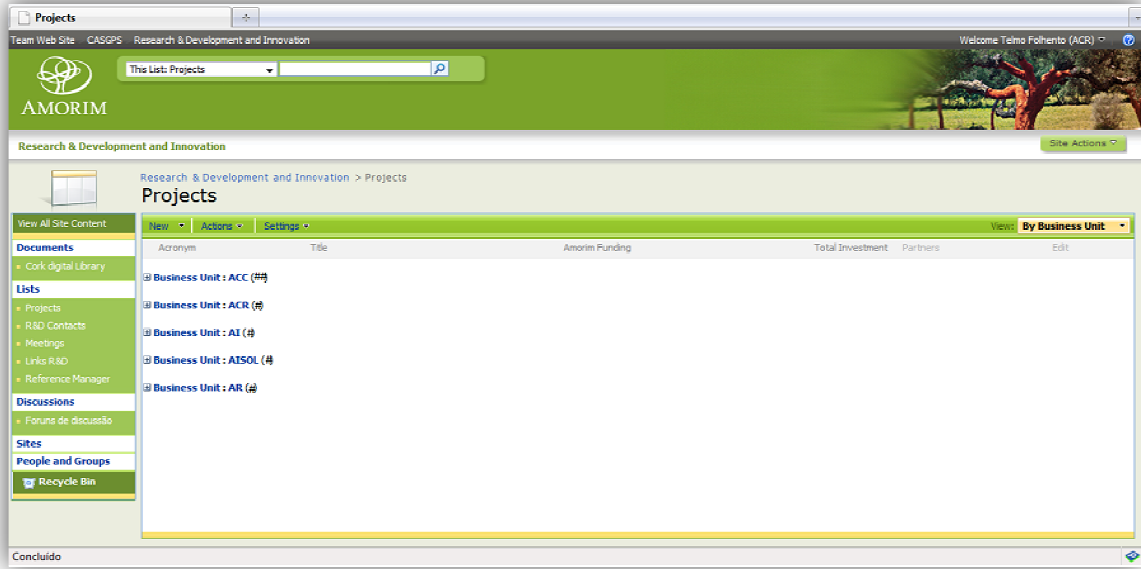 Projects
Team Web Site CASGPS Research & Development and Innovation Welcome Telmo Folhento (ACR)
This List: Projects
AMORIM
Research & Development and Innovation Site Actions
Research & Development and Innovation > Projects
Projects
View All Site Content
New Actions Settings View: By Business Unit
Acronym Title Amorim Funding Total Investment Partners Edit
Documents
Cork digital Library
Lists
Projects
R&D Contacts
Meetings
Links R&D
Reference Manager
Discussions
Foruns de discussão
Sites
People and Groups
Recycle Bin
Business Unit : ACC (##)
Business Unit : ACR (#)
Business Unit : AI (#)
Business Unit : AISOL (#)
Business Unit : AR (#)
Concluído